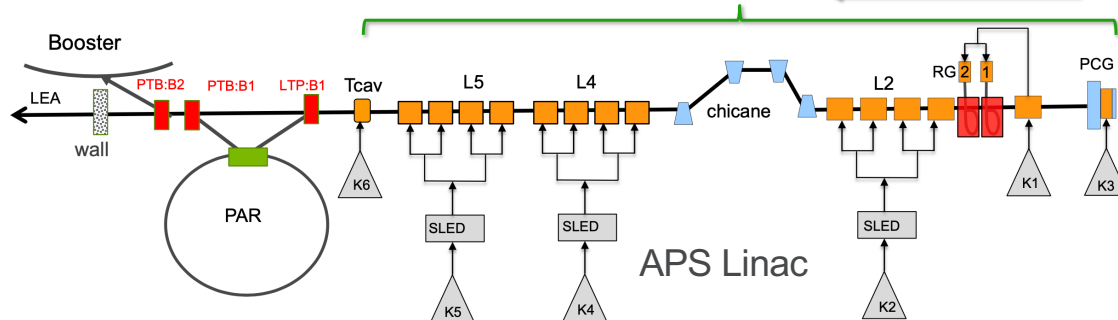 Booster
PTB:B2
PTB:B1
LTP:B1
Tcav
L5
L4
L2
RG
2
1
PCG
LEA
wall
chicane
K6
K1
K3
PAR
SLED
SLED
SLED
APS Linac
K5
K4
K2